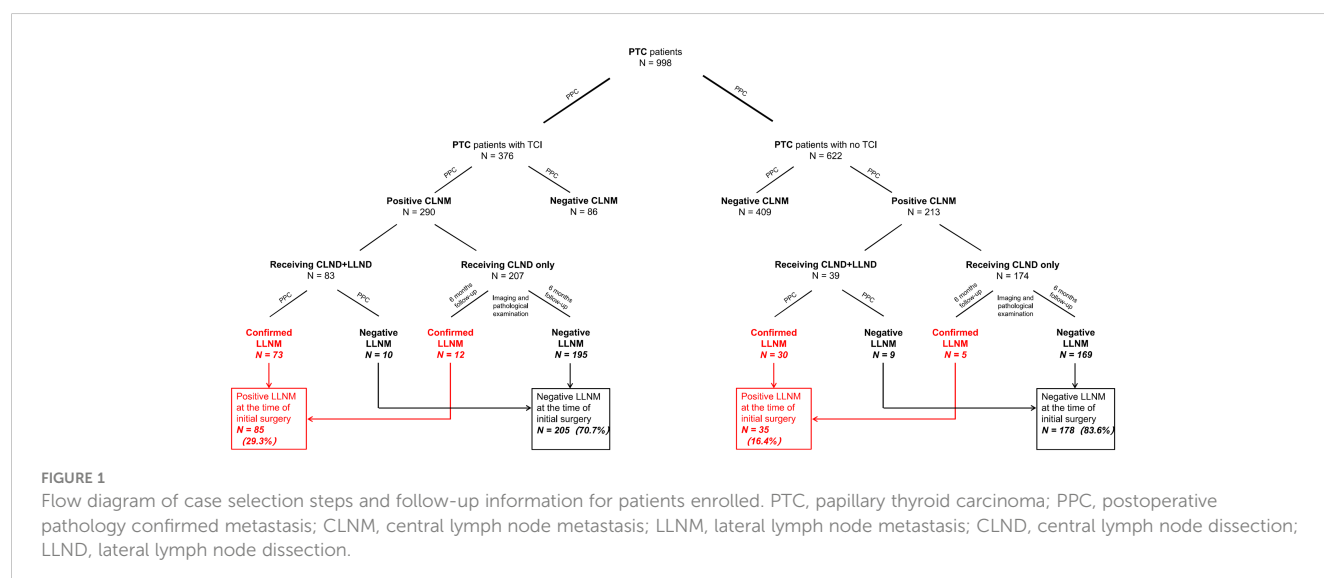 PTC patients
N = 998
PPC
PPC
PTC patients with TCI
N = 376
PTC patients with no TCI
N = 622
PPC
PPC
PPC
PPC
Positive CLNM
N = 290
Negative CLNM
N = 86
Negative CLNM
N = 409
Positive CLNM
N = 213
Receiving CLND+LLND
N = 83
Receiving CLND only
N = 207
Receiving CLND+LLND
N = 39
Receiving CLND only
N = 174
PPC
PPC
6 months
follow-up
Imaging and
pathological
examination
6 months
follow-up
PPC
PPC
6 months
follow-up
Imaging and
pathological
examination
6 months
follow-up
Confirmed
LLNM
N = 73
Negative
LLNM
N = 10
Confirmed
LLNM
N = 12
Negative
LLNM
N = 195
Confirmed
LLNM
N = 30
Negative
LLNM
N = 9
Confirmed
LLNM
N = 5
Negative
LLNM
N = 169
Positive LLNM
at the time of
initial surgery
N = 85
(29.3%)
Negative LLNM
at the time of
initial surgery
N = 205 (70.7%)
Positive LLNM
at the time of
initial surgery
N = 35
(16.4%)
Negative LLNM
at the time of
initial surgery
N = 178 (83.6%)
FIGURE 1
Flow diagram of case selection steps and follow-up information for patients enrolled. PTC, papillary thyroid carcinoma; PPC, postoperative
pathology confirmed metastasis; CLNM, central lymph node metastasis; LLNM, lateral lymph node metastasis; CLND, central lymph node dissection;
LLND, lateral lymph node dissection.